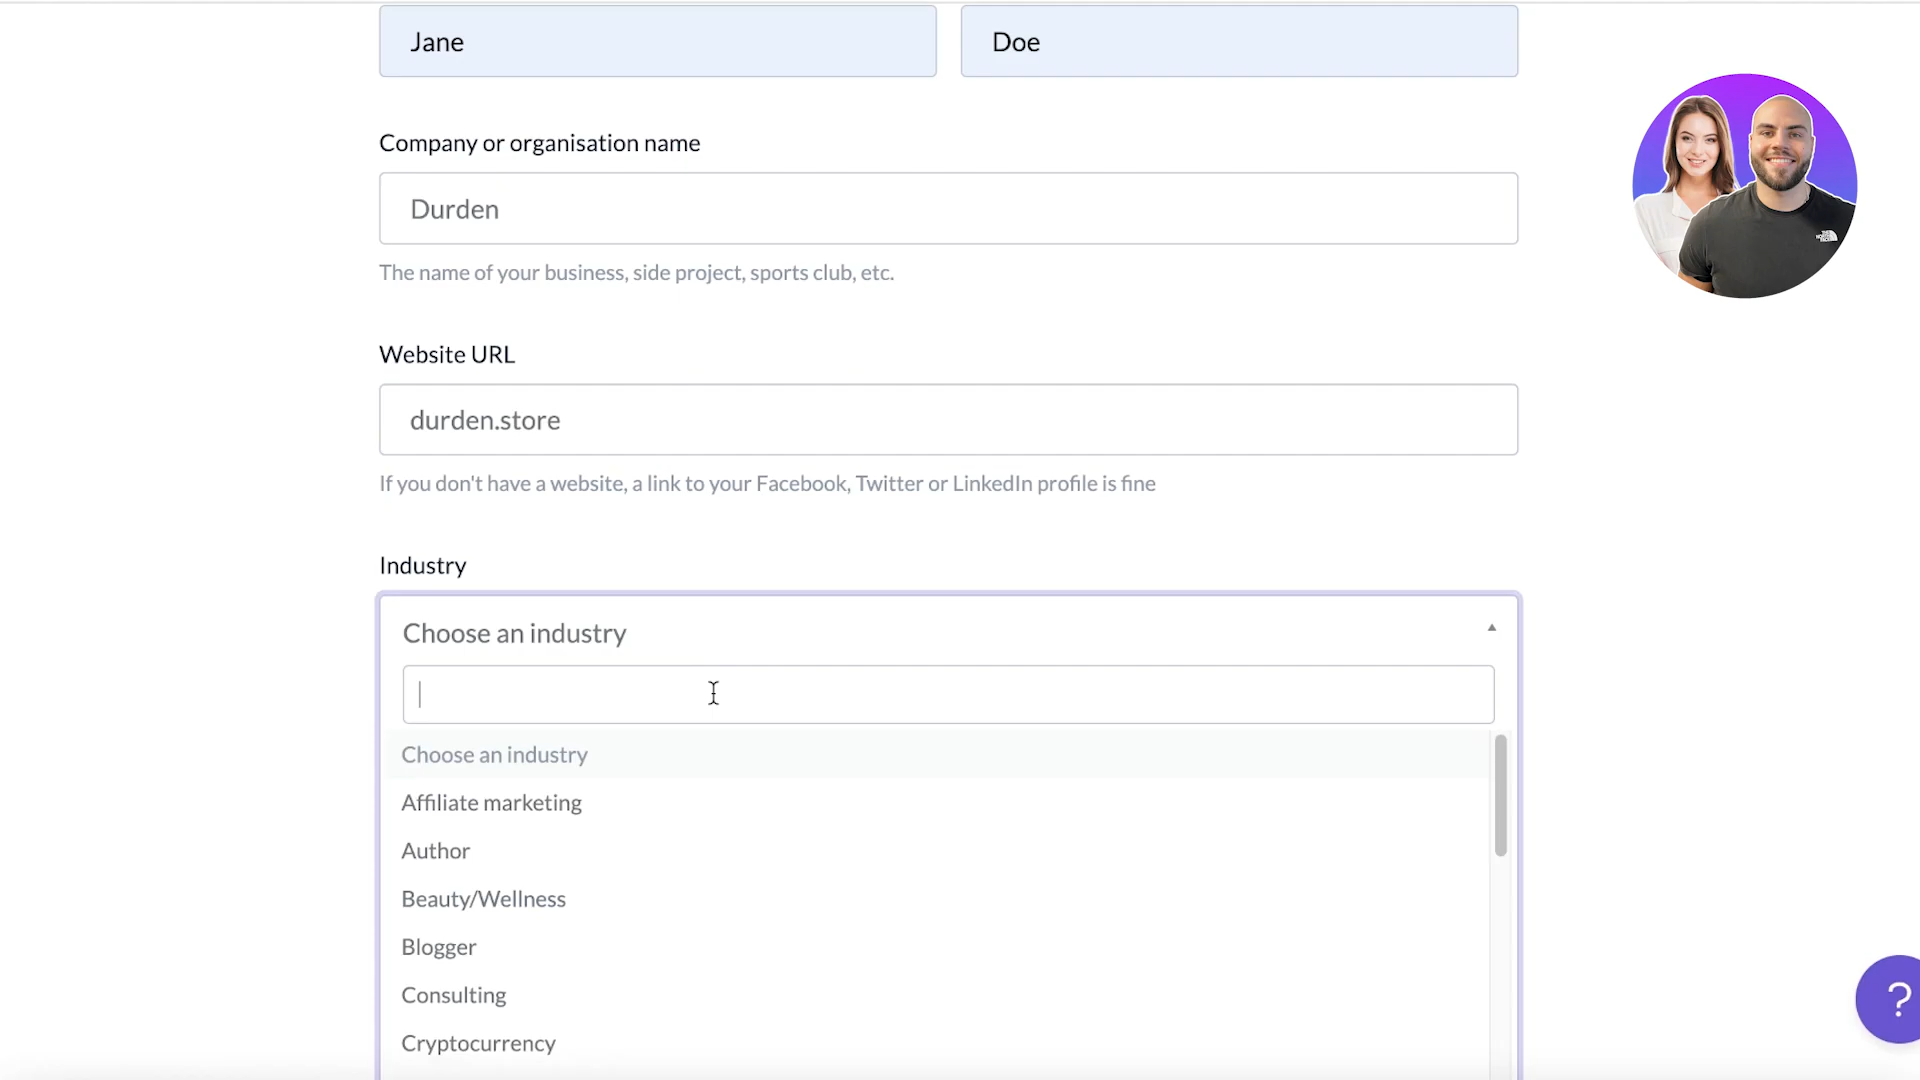 Jane
Doe
Company or organisation name
Durden
The name of your business, side project, sports club, etc.
Website URL
durden.store
If you don't have a website, a link to your Facebook, Twitter or LinkedIn profile is fine
Industry
Choose an industry
Choose an industry
Affiliate marketing
Author
Beauty/Wellness
Blogger
Consulting
Cryptocurrency
?